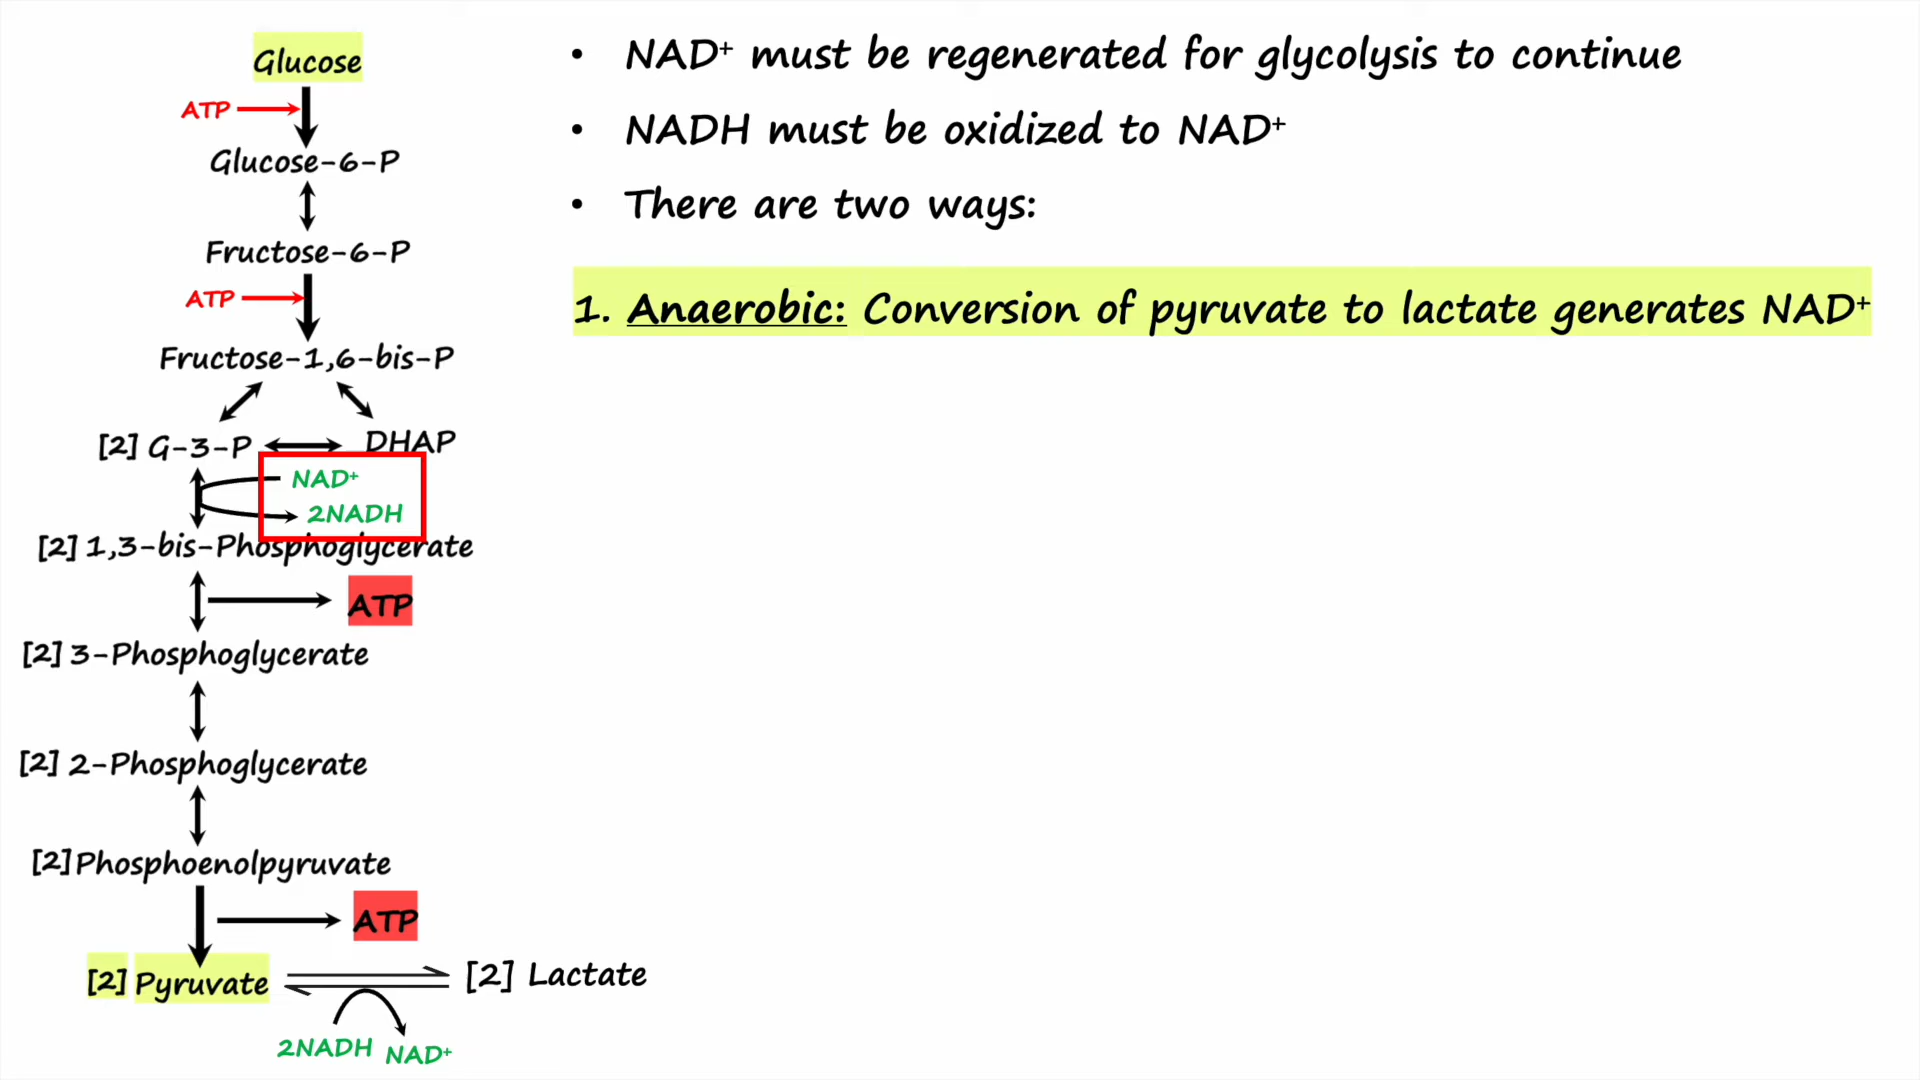 Glucose
ATP
Glucose-6-P
Fructose-6-P
ATP
Fructose-1,6-bis-P
[2] G-3-P
DHAP
NAD⁺
2NADH
[2] 1,3-bis-Phosphoglycerate
ATP
[2] 3-Phosphoglycerate
[2] 2-Phosphoglycerate
[2] Phosphoenolpyruvate
ATP
[2] Pyruvate
[2] Lactate
2NADH
NAD⁺
• NAD⁺ must be regenerated for glycolysis to continue
• NADH must be oxidized to NAD⁺
• There are two ways:
1. Anaerobic: Conversion of pyruvate to lactate generates NAD⁺